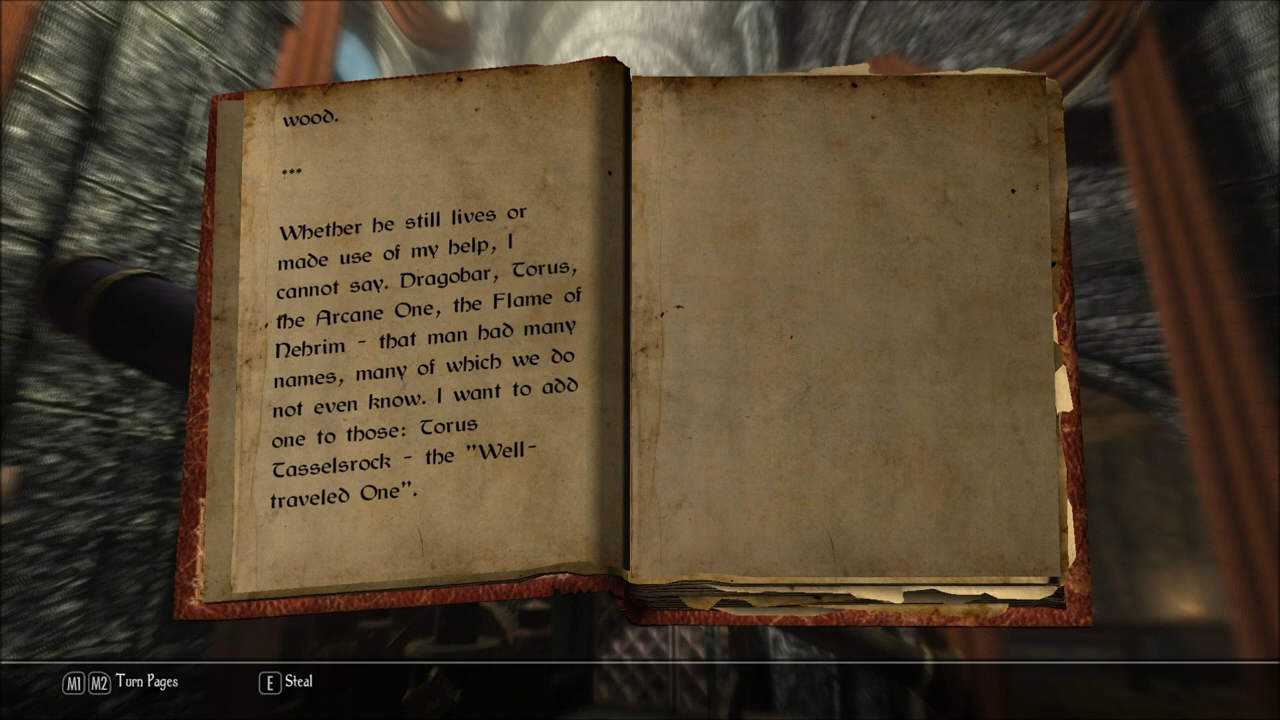 wood.
***
Whether he still lives or
made use of my help, I
cannot say. Dragobar, Torus,
the Arcane One, the Flame of
Nehrim - that man had many
names, many of which we do
not even know. I want to add
one to those: Torus
Tasselsrock - the "Well-
traveled One".
M1 M2 Turn Pages
E Steal